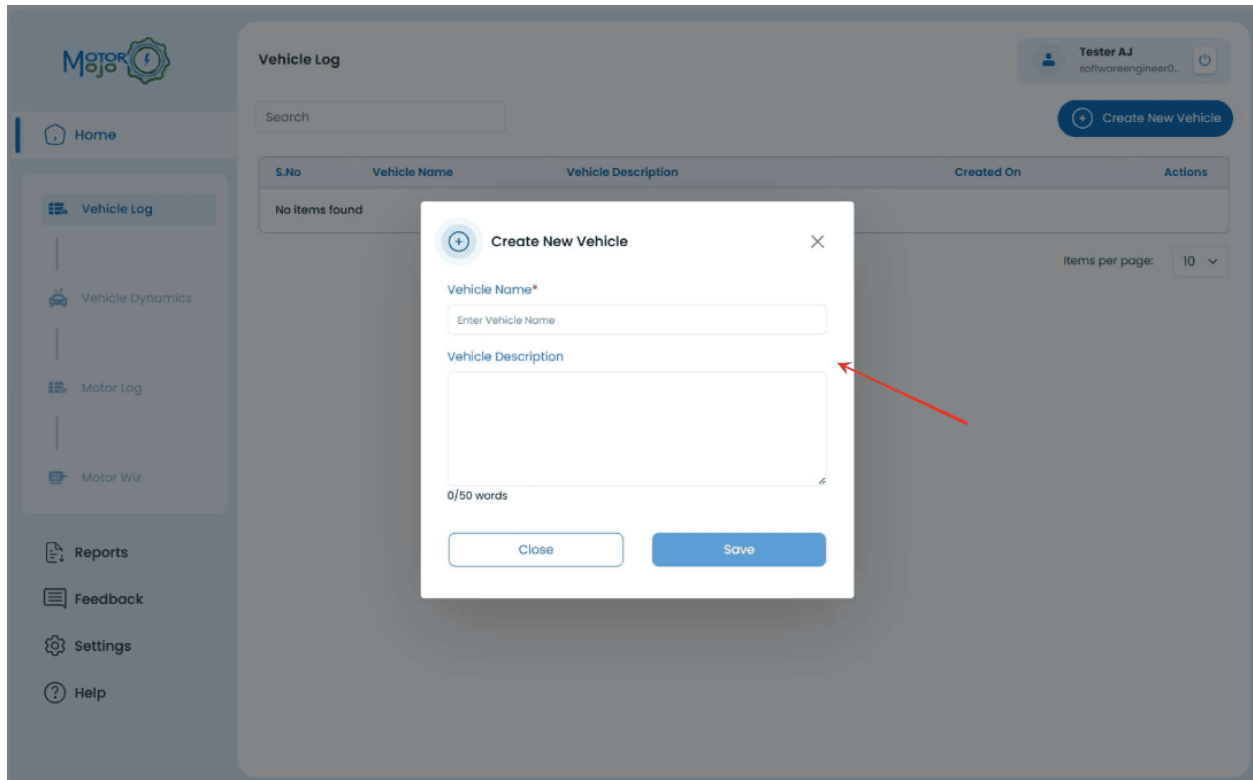 Motor
Mojo
Vehicle Log
Tester AJ
softwareengineer0...
Search
Create New Vehicle
Home
S.No Vehicle Name Vehicle Description Created On Actions
No items found
Items per page: 10
Vehicle Log
Vehicle Dynamics
Motor Log
Motor Wiz
Reports
Feedback
Settings
Help
Create New Vehicle
Vehicle Name*
Enter Vehicle Name
Vehicle Description
0/50 words
Close Save